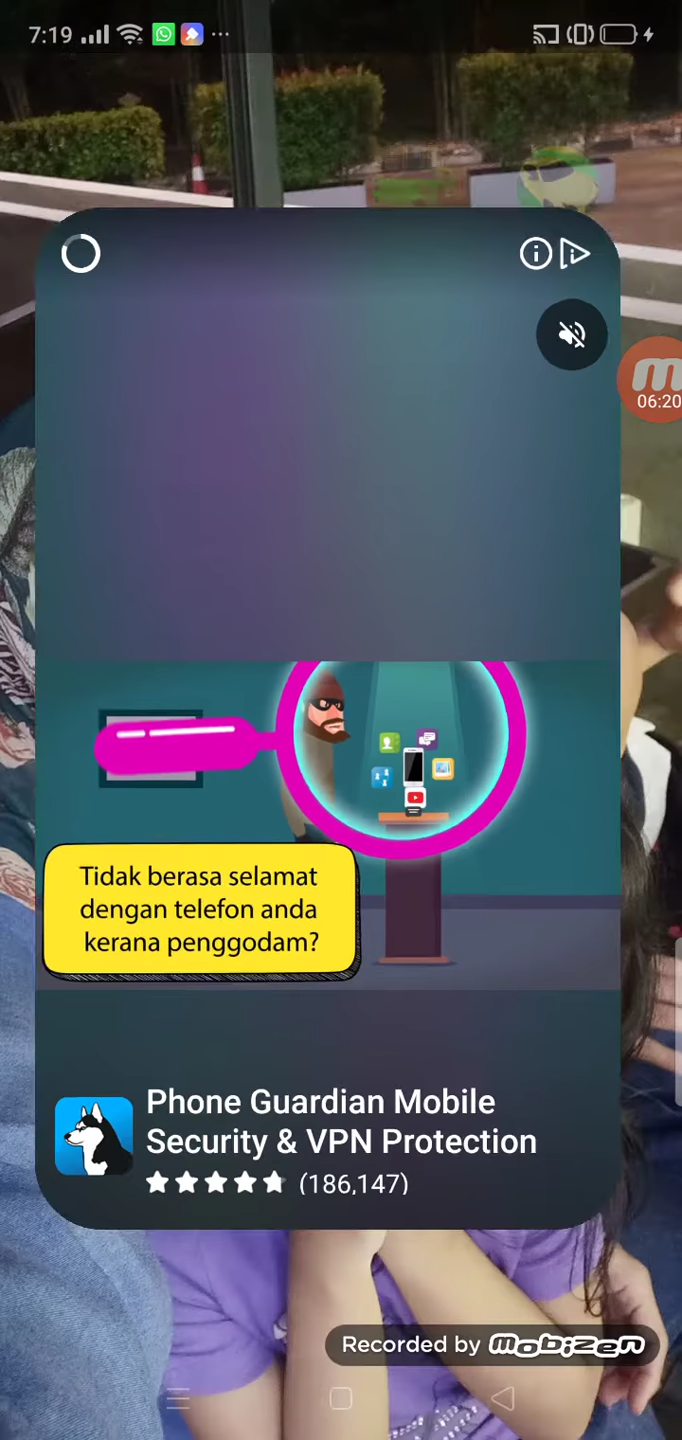 7:19
06:20
Tidak berasa selamat
dengan telefon anda
kerana penggodam?
Phone Guardian Mobile
Security & VPN Protection
(186,147)
Recorded by mobizen